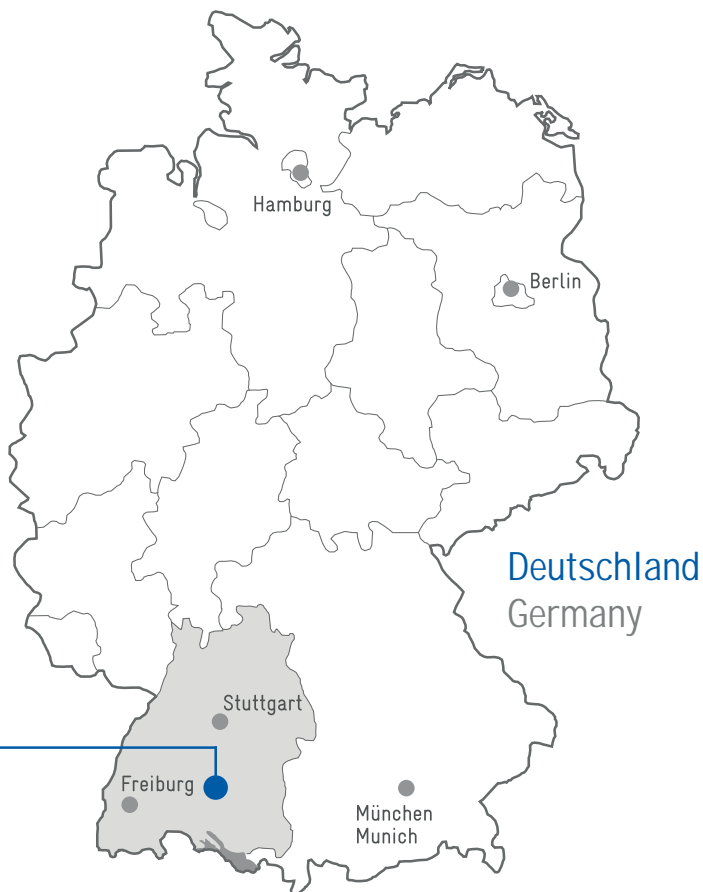 Hamburg
Berlin
Deutschland
Germany
Stuttgart
Freiburg
München
Munich